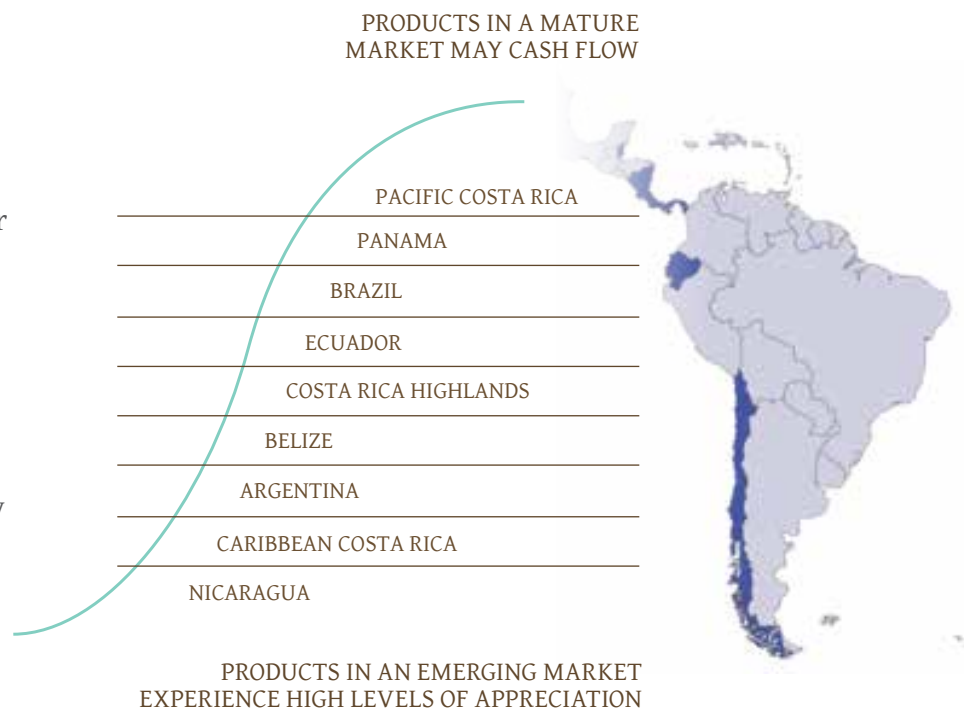 PRODUCTS IN A MATURE
MARKET MAY CASH FLOW
PACIFIC COSTA RICA
r
PANAMA
BRAZIL
ECUADOR
COSTA RICA HIGHLANDS
BELIZE
ARGENTINA
y
CARIBBEAN COSTA RICA
NICARAGUA
PRODUCTS IN AN EMERGING MARKET
EXPERIENCE HIGH LEVELS OF APPRECIATION